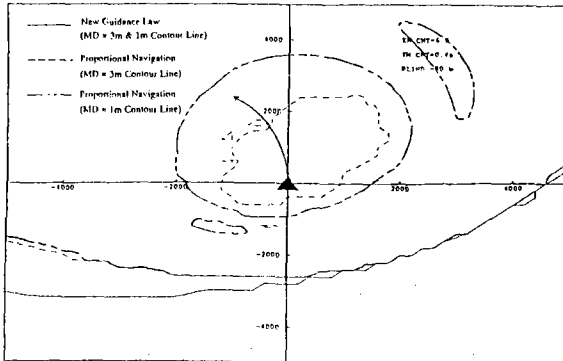 New Guidance Law
(MD = 3m & 1m Contour Line)
Proportional Navigation
(MD = 3m Contour Line)
Proportional Navigation
(MD = 1m Contour Line)
4000
2000
-4000
-2000
2000
4000
-2000
-4000